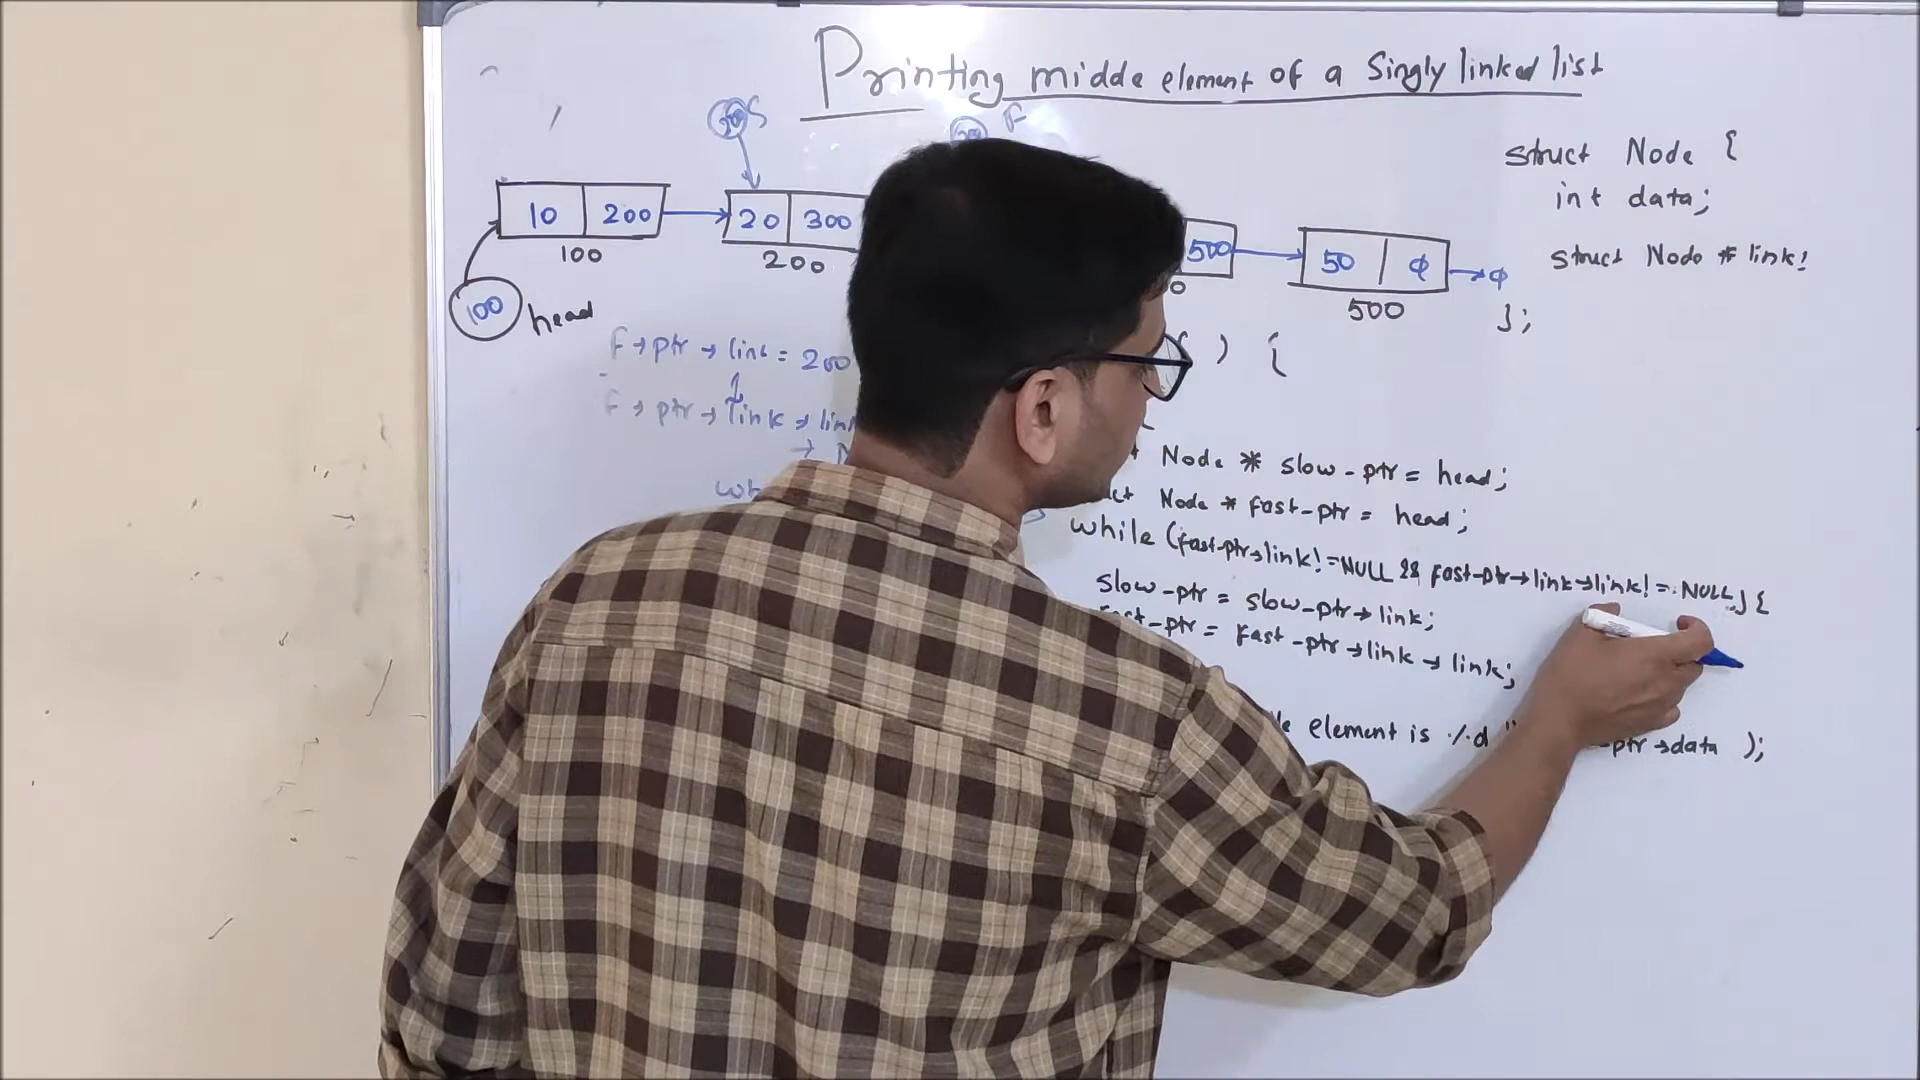 Printing midde element of a Singly linked list
S
F
struct Node {
int data;
struct Node * link;
};
10 200
100
20 300
200
500
0
50 φ
500
φ
100 head
F → ptr → link = 200
F → ptr → link → link
) {
Node * slow-ptr = head;
Node * fast-ptr = head;
while (fast-ptr→link != NULL && fast-ptr→link→link != NULL) {
slow-ptr = slow-ptr → link;
-ptr = fast-ptr → link → link;
element is %d "
ptr →data );